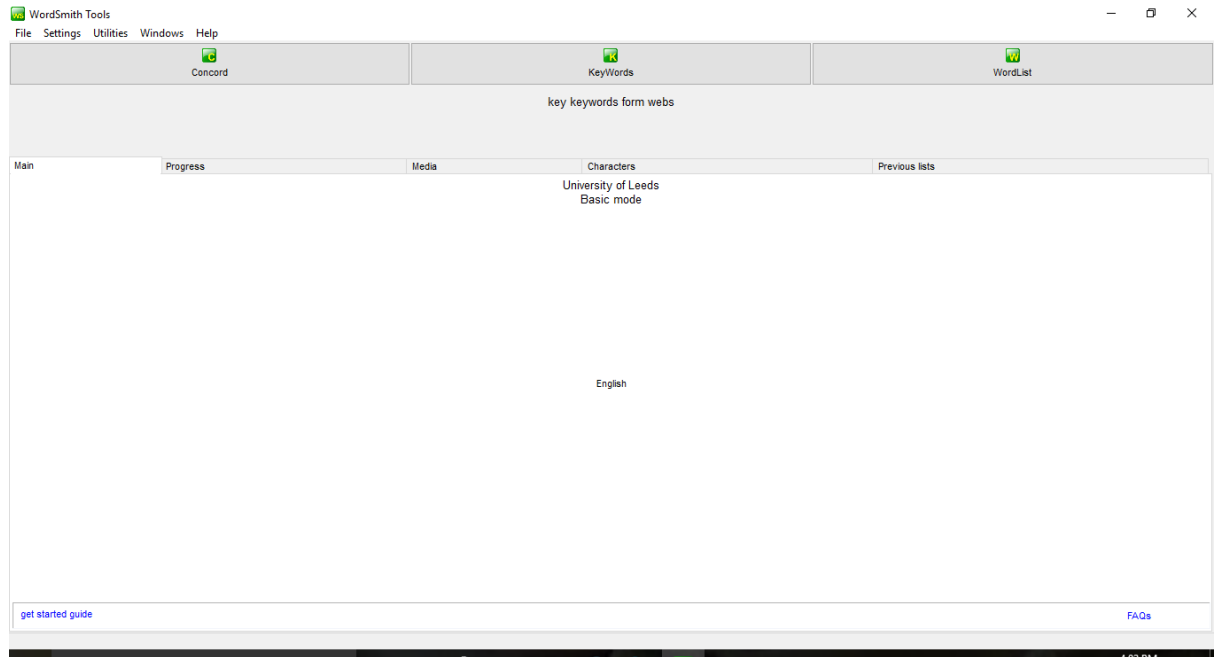 WordSmith Tools
File Settings Utilities Windows Help
Concord KeyWords WordList
key keywords form webs
Main Progress Media Characters Previous lists
University of Leeds
Basic mode
English
get started guide FAQs